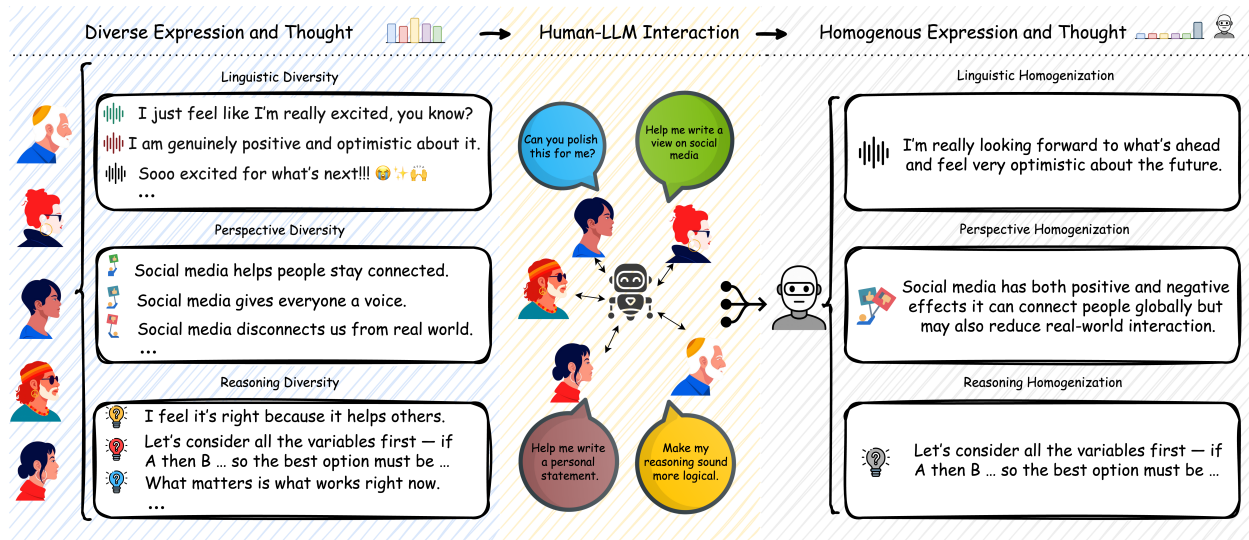 Diverse Expression and Thought
Human-LLM Interaction
Homogenous Expression and Thought
Linguistic Diversity
I just feel like I'm really excited, you know?
I am genuinely positive and optimistic about it.
Sooo excited for what's next!!! 😭✨🙌
...
Perspective Diversity
Social media helps people stay connected.
Social media gives everyone a voice.
Social media disconnects us from real world.
...
Reasoning Diversity
I feel it's right because it helps others.
Let's consider all the variables first — if
A then B ... so the best option must be ...
What matters is what works right now.
...
Can you polish
this for me?
Help me write a
view on social
media
Help me write
a personal
statement.
Make my
reasoning sound
more logical.
Linguistic Homogenization
I'm really looking forward to what's ahead
and feel very optimistic about the future.
Perspective Homogenization
Social media has both positive and negative
effects it can connect people globally but
may also reduce real-world interaction.
Reasoning Homogenization
Let's consider all the variables first — if
A then B ... so the best option must be ...